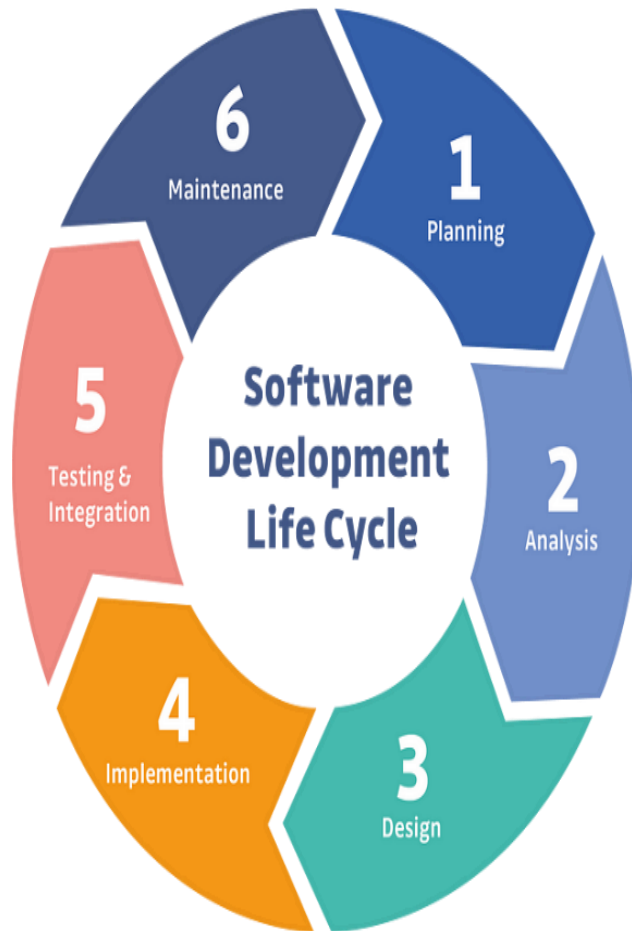 Software
Development
Life Cycle
1
Planning
2
Analysis
3
Design
4
Implementation
5
Testing &
Integration
6
Maintenance